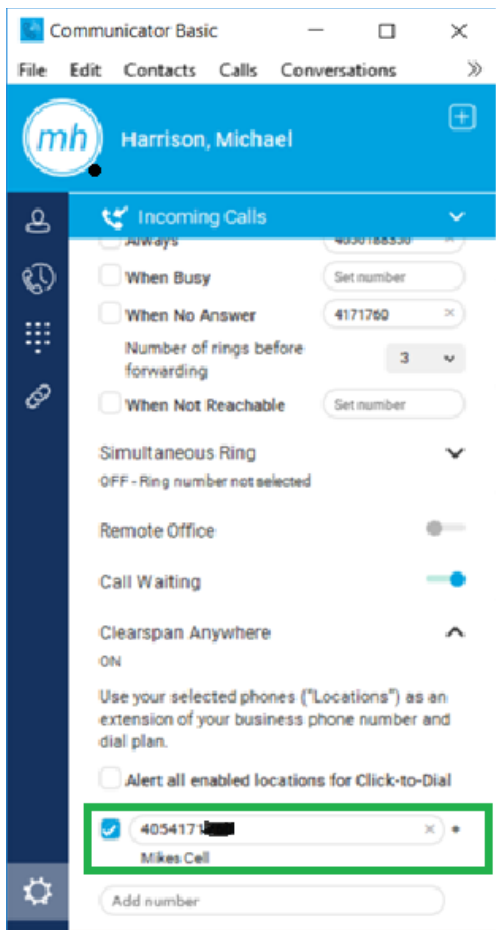 Communicator Basic
File Edit Contacts Calls Conversations
mh Harrison, Michael
Incoming Calls
Always
When Busy Set number
When No Answer 4171760
Number of rings before 3
forwarding
When Not Reachable Set number
Simultaneous Ring
OFF - Ring number not selected
Remote Office
Call Waiting
Clearspan Anywhere
ON
Use your selected phones ("Locations") as an
extension of your business phone number and
dial plan.
Alert all enabled locations for Click-to-Dial
4054171
Mikes Cell
Add number